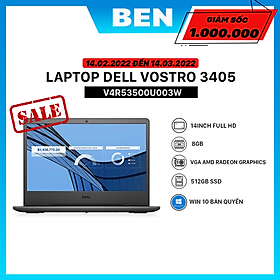 BEN
GIẢM SỐC
1.000.000
14.02.2022 ĐẾN 14.03.2022
LAPTOP DELL VOSTRO 3405
V4R53500U003W
SALE
14INCH FULL HD
8GB
VGA AMD RADEON GRAPHICS
512GB SSD
WIN 10 BẢN QUYỀN
DELL